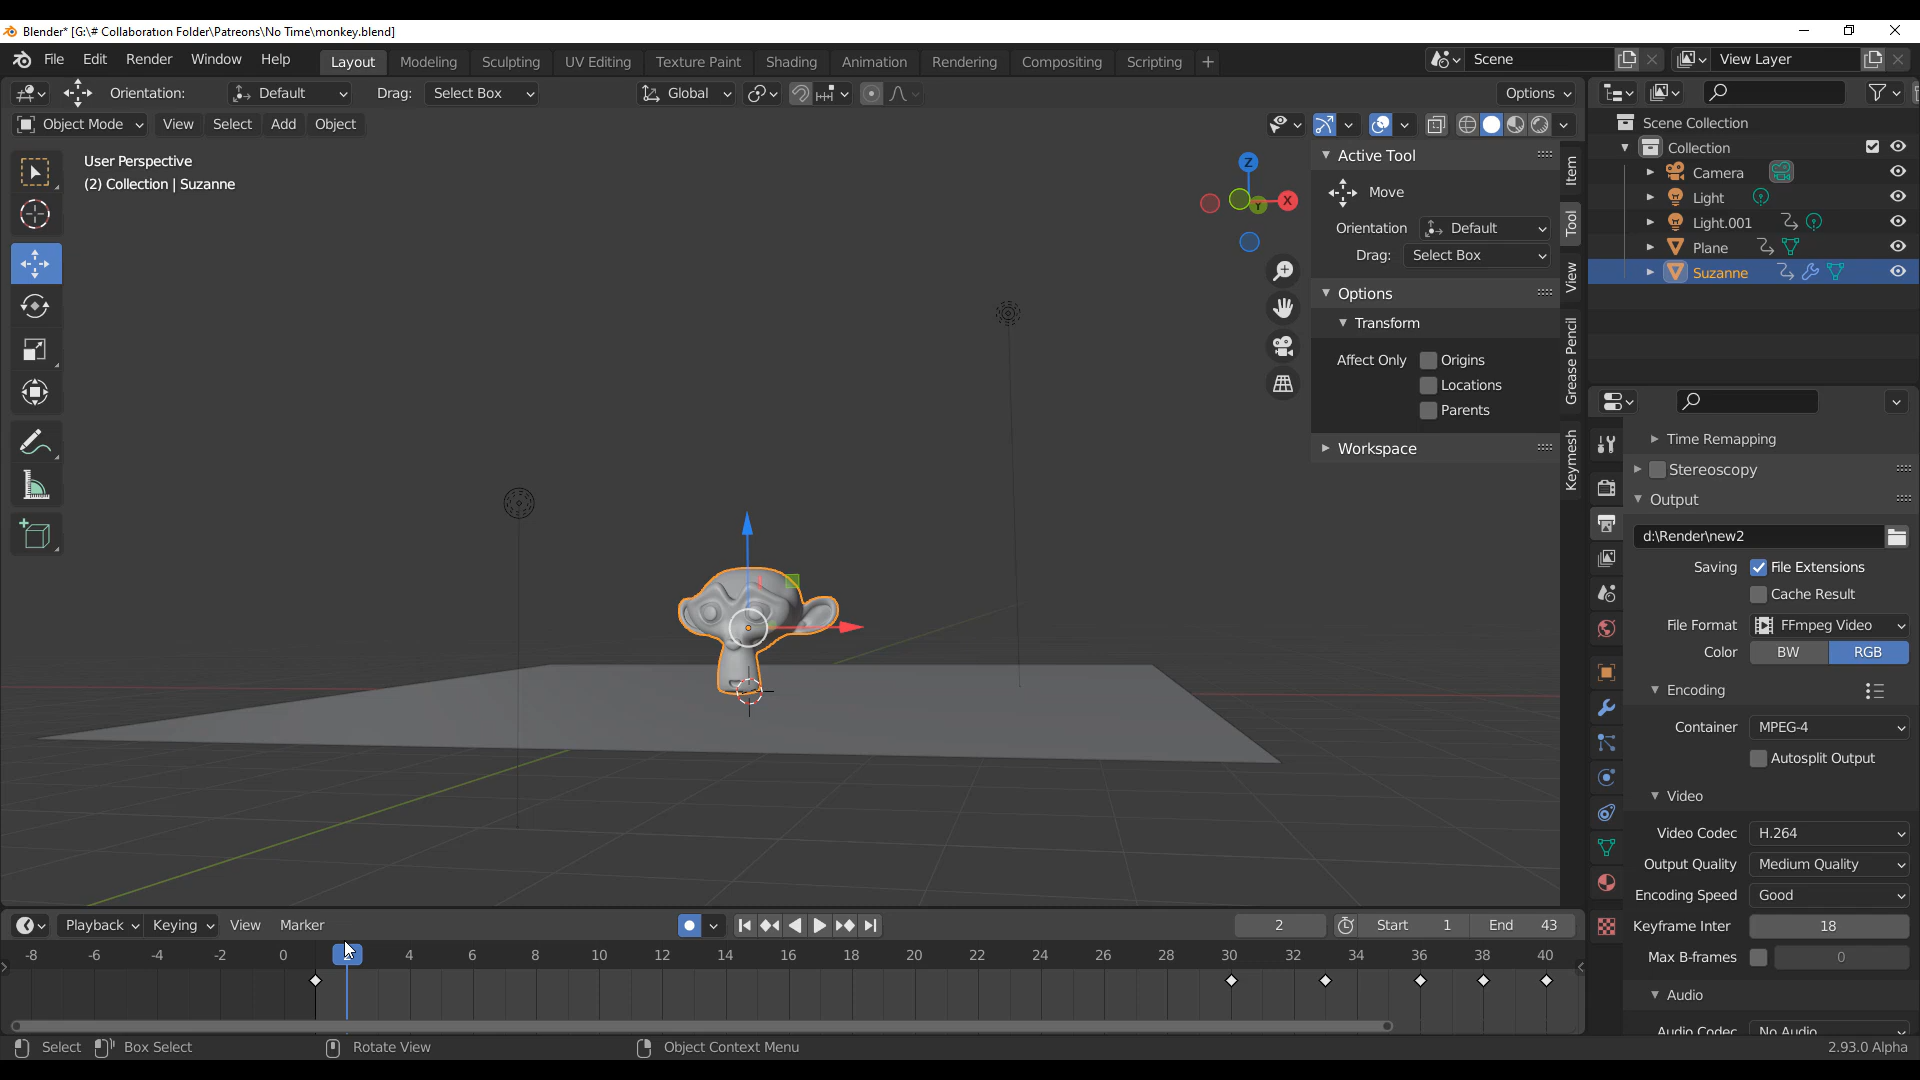 Blender* [G:\# Collaboration Folder\Patreons\No Time\monkey.blend]
File Edit Render Window Help Layout Modeling Sculpting UV Editing Texture Paint Shading Animation Rendering Compositing Scripting + Scene View Layer
Orientation: Default Drag: Select Box Global Options
Object Mode View Select Add Object
User Perspective
(2) Collection | Suzanne
Z
X
Y
Active Tool
Move
Orientation Default
Drag: Select Box
Options
Transform
Affect Only Origins
Locations
Parents
Workspace
Item
Tool
View
Grease Pencil
Keymesh
Scene Collection
Collection
Camera
Light
Light.001
Plane
Suzanne
Time Remapping
Stereoscopy
Output
d:\Render\new2
Saving File Extensions
Cache Result
File Format FFmpeg Video
Color BW RGB
Encoding
Container MPEG-4
Autosplit Output
Video
Video Codec H.264
Output Quality Medium Quality
Encoding Speed Good
Keyframe Inter 18
Max B-frames 0
Audio
Audio Codec No Audio
Playback Keying View Marker 2 Start 1 End 43
-8 -6 -4 -2 0 4 6 8 10 12 14 16 18 20 22 24 26 28 30 32 34 36 38 40
Select Box Select Rotate View Object Context Menu 2.93.0 Alpha